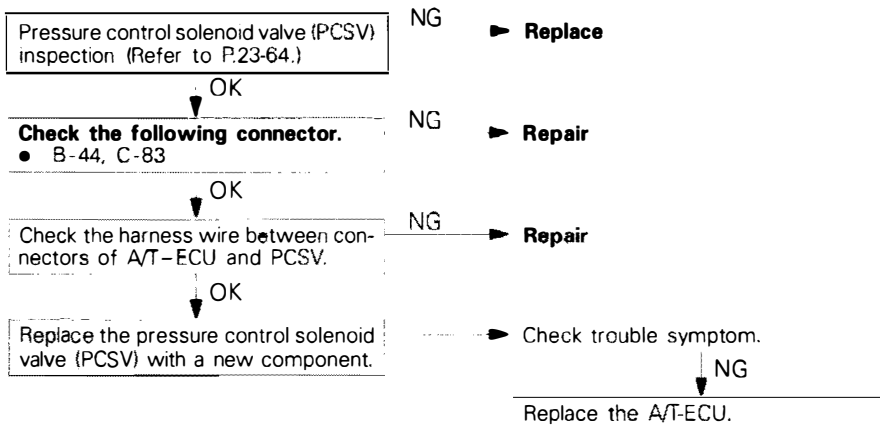 Pressure control solenoid valve (PCSV)
inspection (Refer to P.23-64.)
NG
Replace
OK
Check the following connector.
● B-44, C-83
NG
Repair
OK
Check the harness wire between con-
nectors of A/T-ECU and PCSV.
NG
Repair
OK
Replace the pressure control solenoid
valve (PCSV) with a new component.
Check trouble symptom.
NG
Replace the A/T-ECU.